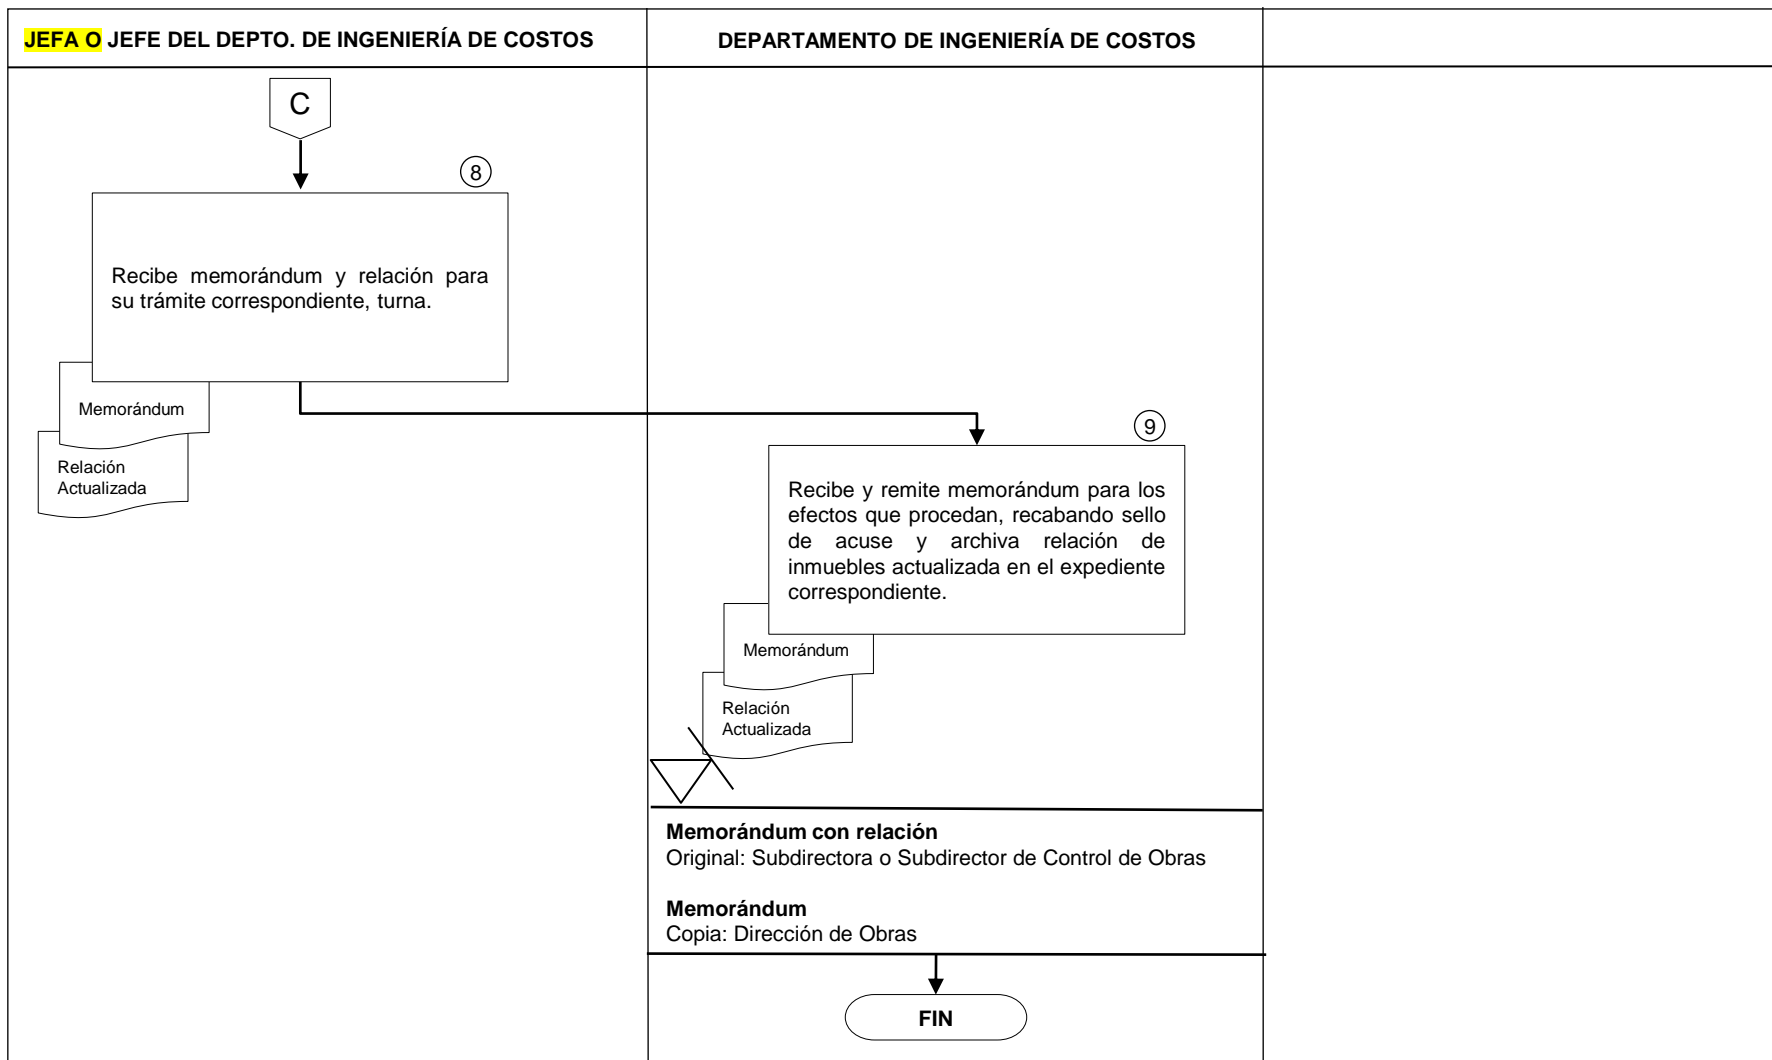 JEFA O JEFE DEL DEPTO. DE INGENIERÍA DE COSTOS
DEPARTAMENTO DE INGENIERÍA DE COSTOS
C
8
Recibe memorándum y relación para
su trámite correspondiente, turna.
Memorándum
Relación
Actualizada
9
Recibe y remite memorándum para los
efectos que procedan, recabando sello
de acuse y archiva relación de
inmuebles actualizada en el expediente
correspondiente.
Memorándum
Relación
Actualizada
Memorándum con relación
Original: Subdirectora o Subdirector de Control de Obras
Memorándum
Copia: Dirección de Obras
FIN